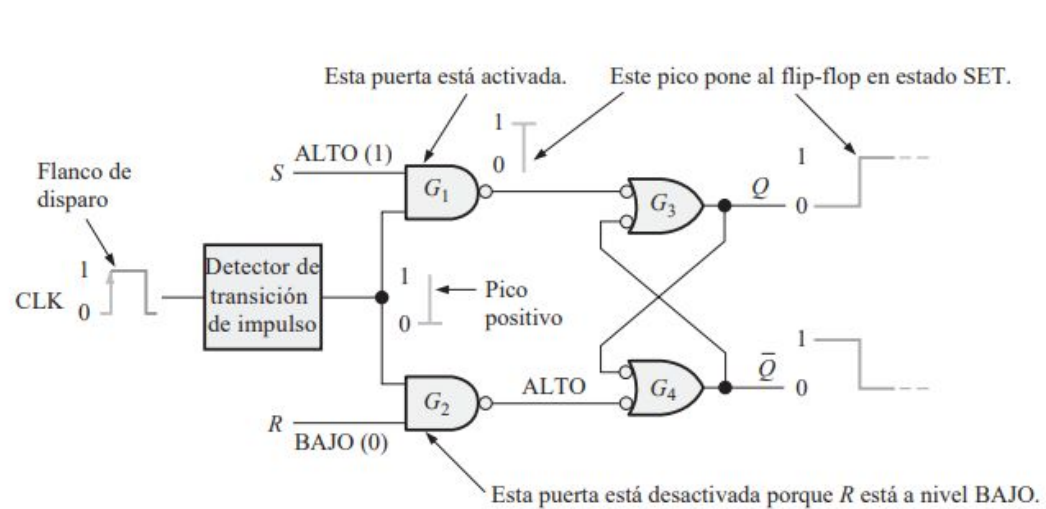 Esta puerta está activada.
Este pico pone al flip-flop en estado SET.
1
0
S
ALTO (1)
G1
G3
Q
1
0
Flanco de
disparo
1
CLK 0
Detector de
transición
de impulso
1
0
Pico
positivo
G2
R
BAJO (0)
ALTO
G4
Q̅
1
0
Esta puerta está desactivada porque R está a nivel BAJO.